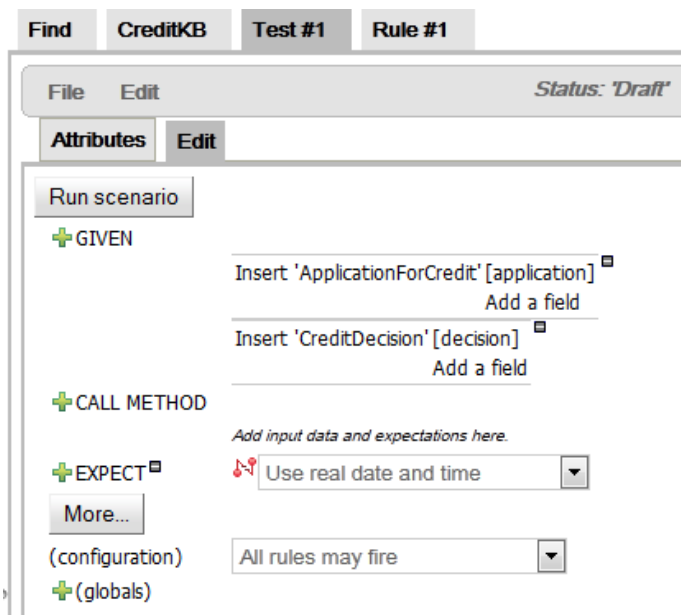 Find CreditKB Test #1 Rule #1
File Edit Status: 'Draft'
Attributes Edit
Run scenario
GIVEN
Insert 'ApplicationForCredit' [application]
Add a field
Insert 'CreditDecision' [decision]
Add a field
CALL METHOD
Add input data and expectations here.
EXPECT Use real date and time
More...
(configuration) All rules may fire
(globals)